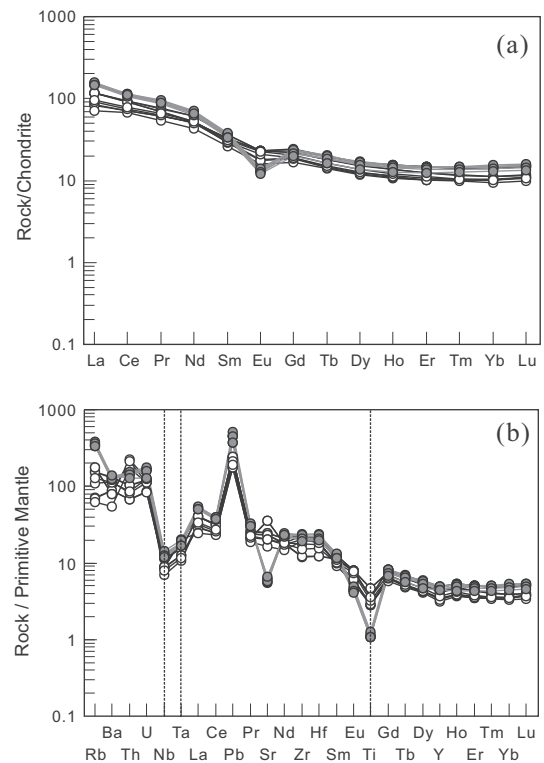 1000
(a)
100
10
1
0.1
Rock/Chondrite
La Ce Pr Nd Sm Eu Gd Tb Dy Ho Er Tm Yb Lu
1000
(b)
100
10
1
0.1
Rock / Primitive Mantle
Ba U Ta Ce Pr Nd Hf Eu Gd Dy Ho Tm Lu
Rb Th Nb La Pb Sr Zr Sm Ti Tb Y Er Yb